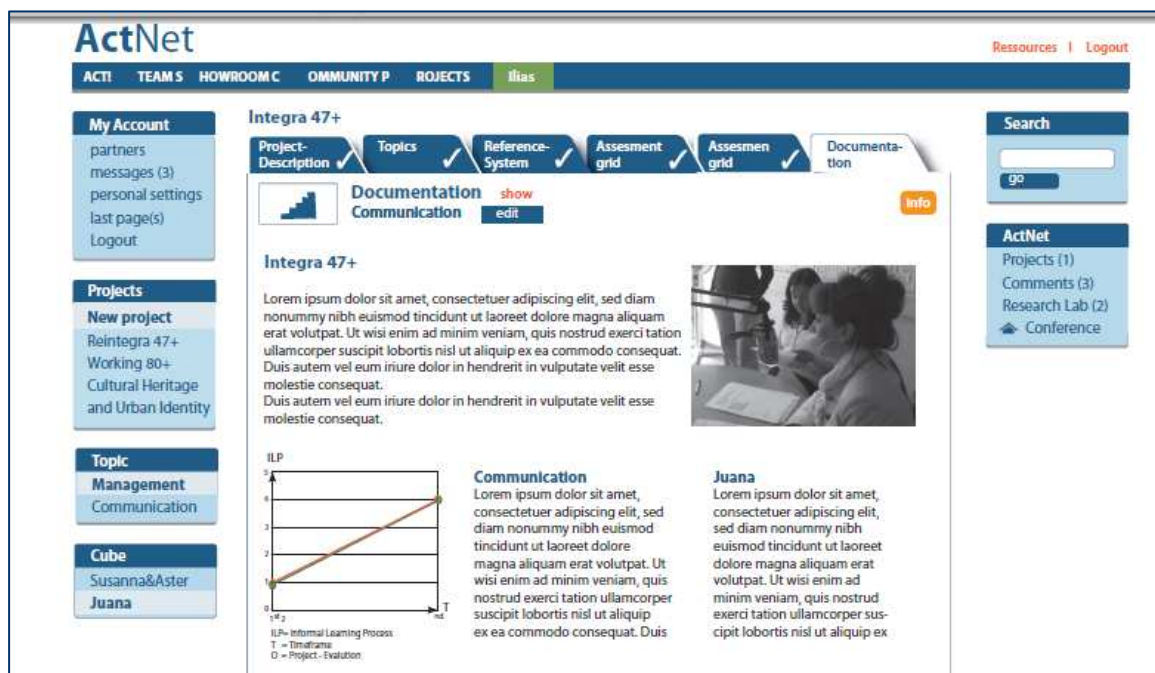 ActNet
Ressources | Logout
ACT! TEAM S HOWROOM C OMMUNITY P ROJECTS Ilias
My Account
partners
messages (3)
personal settings
last page(s)
Logout
Projects
New project
Reintegra 47+
Working 80+
Cultural Heritage
and Urban Identity
Topic
Management
Communication
Cube
Susanna&Aster
Juana
Integra 47+
Project-
Description
Topics
Reference-
System
Assesment
grid
Assesmen
grid
Documenta-
tion
Documentation show
Communication edit
Info
Integra 47+
Lorem ipsum dolor sit amet, consectetuer adipiscing elit, sed diam
nonummy nibh euismod tincidunt ut laoreet dolore magna aliquam
erat volutpat. Ut wisi enim ad minim veniam, quis nostrud exerci tation
ullamcorper suscipit lobortis nisl ut aliquip ex ea commodo consequat.
Duis autem vel eum iriure dolor in hendrerit in vulputate velit esse
molestie consequat.
Duis autem vel eum iriure dolor in hendrerit in vulputate velit esse
molestie consequat.
ILP
5
4
3
2
1
0
1st 2
nd
T
ILP= Informal Learning Process
T = Timeframe
O = Project - Evalution
Communication
Lorem ipsum dolor sit amet,
consectetuer adipiscing elit, sed
diam nonummy nibh euismod
tincidunt ut laoreet dolore
magna aliquam erat volutpat. Ut
wisi enim ad minim veniam, quis
nostrud exerci tation ullamcorper
suscipit lobortis nisl ut aliquip
ex ea commodo consequat. Duis
Juana
Lorem ipsum dolor sit amet,
consectetuer adipiscing elit,
sed diam nonummy nibh
euismod tincidunt ut laoreet
dolore magna aliquam erat
volutpat. Ut wisi enim ad
minim veniam, quis nostrud
exerci tation ullamcorper sus-
cipit lobortis nisl ut aliquip ex
Search
go
ActNet
Projects (1)
Comments (3)
Research Lab (2)
Conference